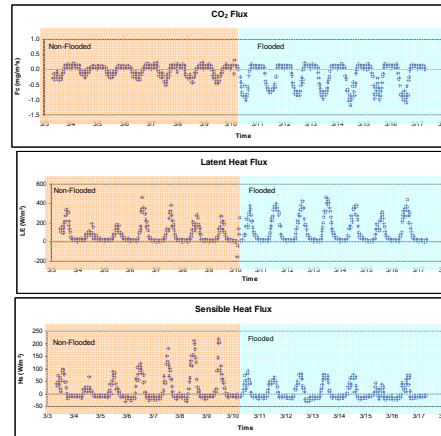 CO₂ Flux
Non-Flooded
Flooded
Fc (mg/m²s)
1.0
0.5
0.0
-0.5
-1.0
-1.5
3/3 3/4 3/5 3/6 3/7 3/8 3/9 3/10 3/11 3/12 3/13 3/14 3/15 3/16 3/17
Time
Latent Heat Flux
Non-Flooded
Flooded
LE (W/m²)
600
400
200
0
-200
3/3 3/4 3/5 3/6 3/7 3/8 3/9 3/10 3/11 3/12 3/13 3/14 3/15 3/16 3/17
Time
Sensible Heat Flux
Non-Flooded
Flooded
Hs (W/m²)
250
200
150
100
50
0
-50
3/3 3/4 3/5 3/6 3/7 3/8 3/9 3/10 3/11 3/12 3/13 3/14 3/15 3/16 3/17
Time